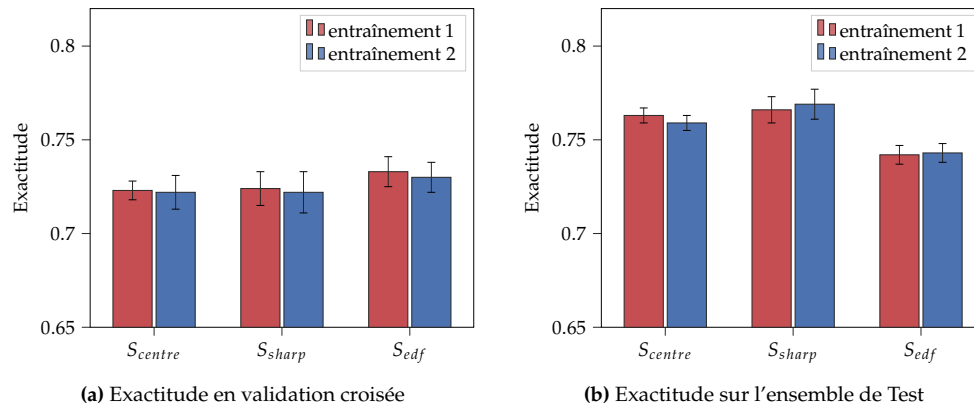 entraînement 1
entraînement 2
0.8
0.75
0.7
0.65
Exactitude
S_centre
S_sharp
S_edf
(a) Exactitude en validation croisée
entraînement 1
entraînement 2
0.8
0.75
0.7
0.65
Exactitude
S_centre
S_sharp
S_edf
(b) Exactitude sur l'ensemble de Test